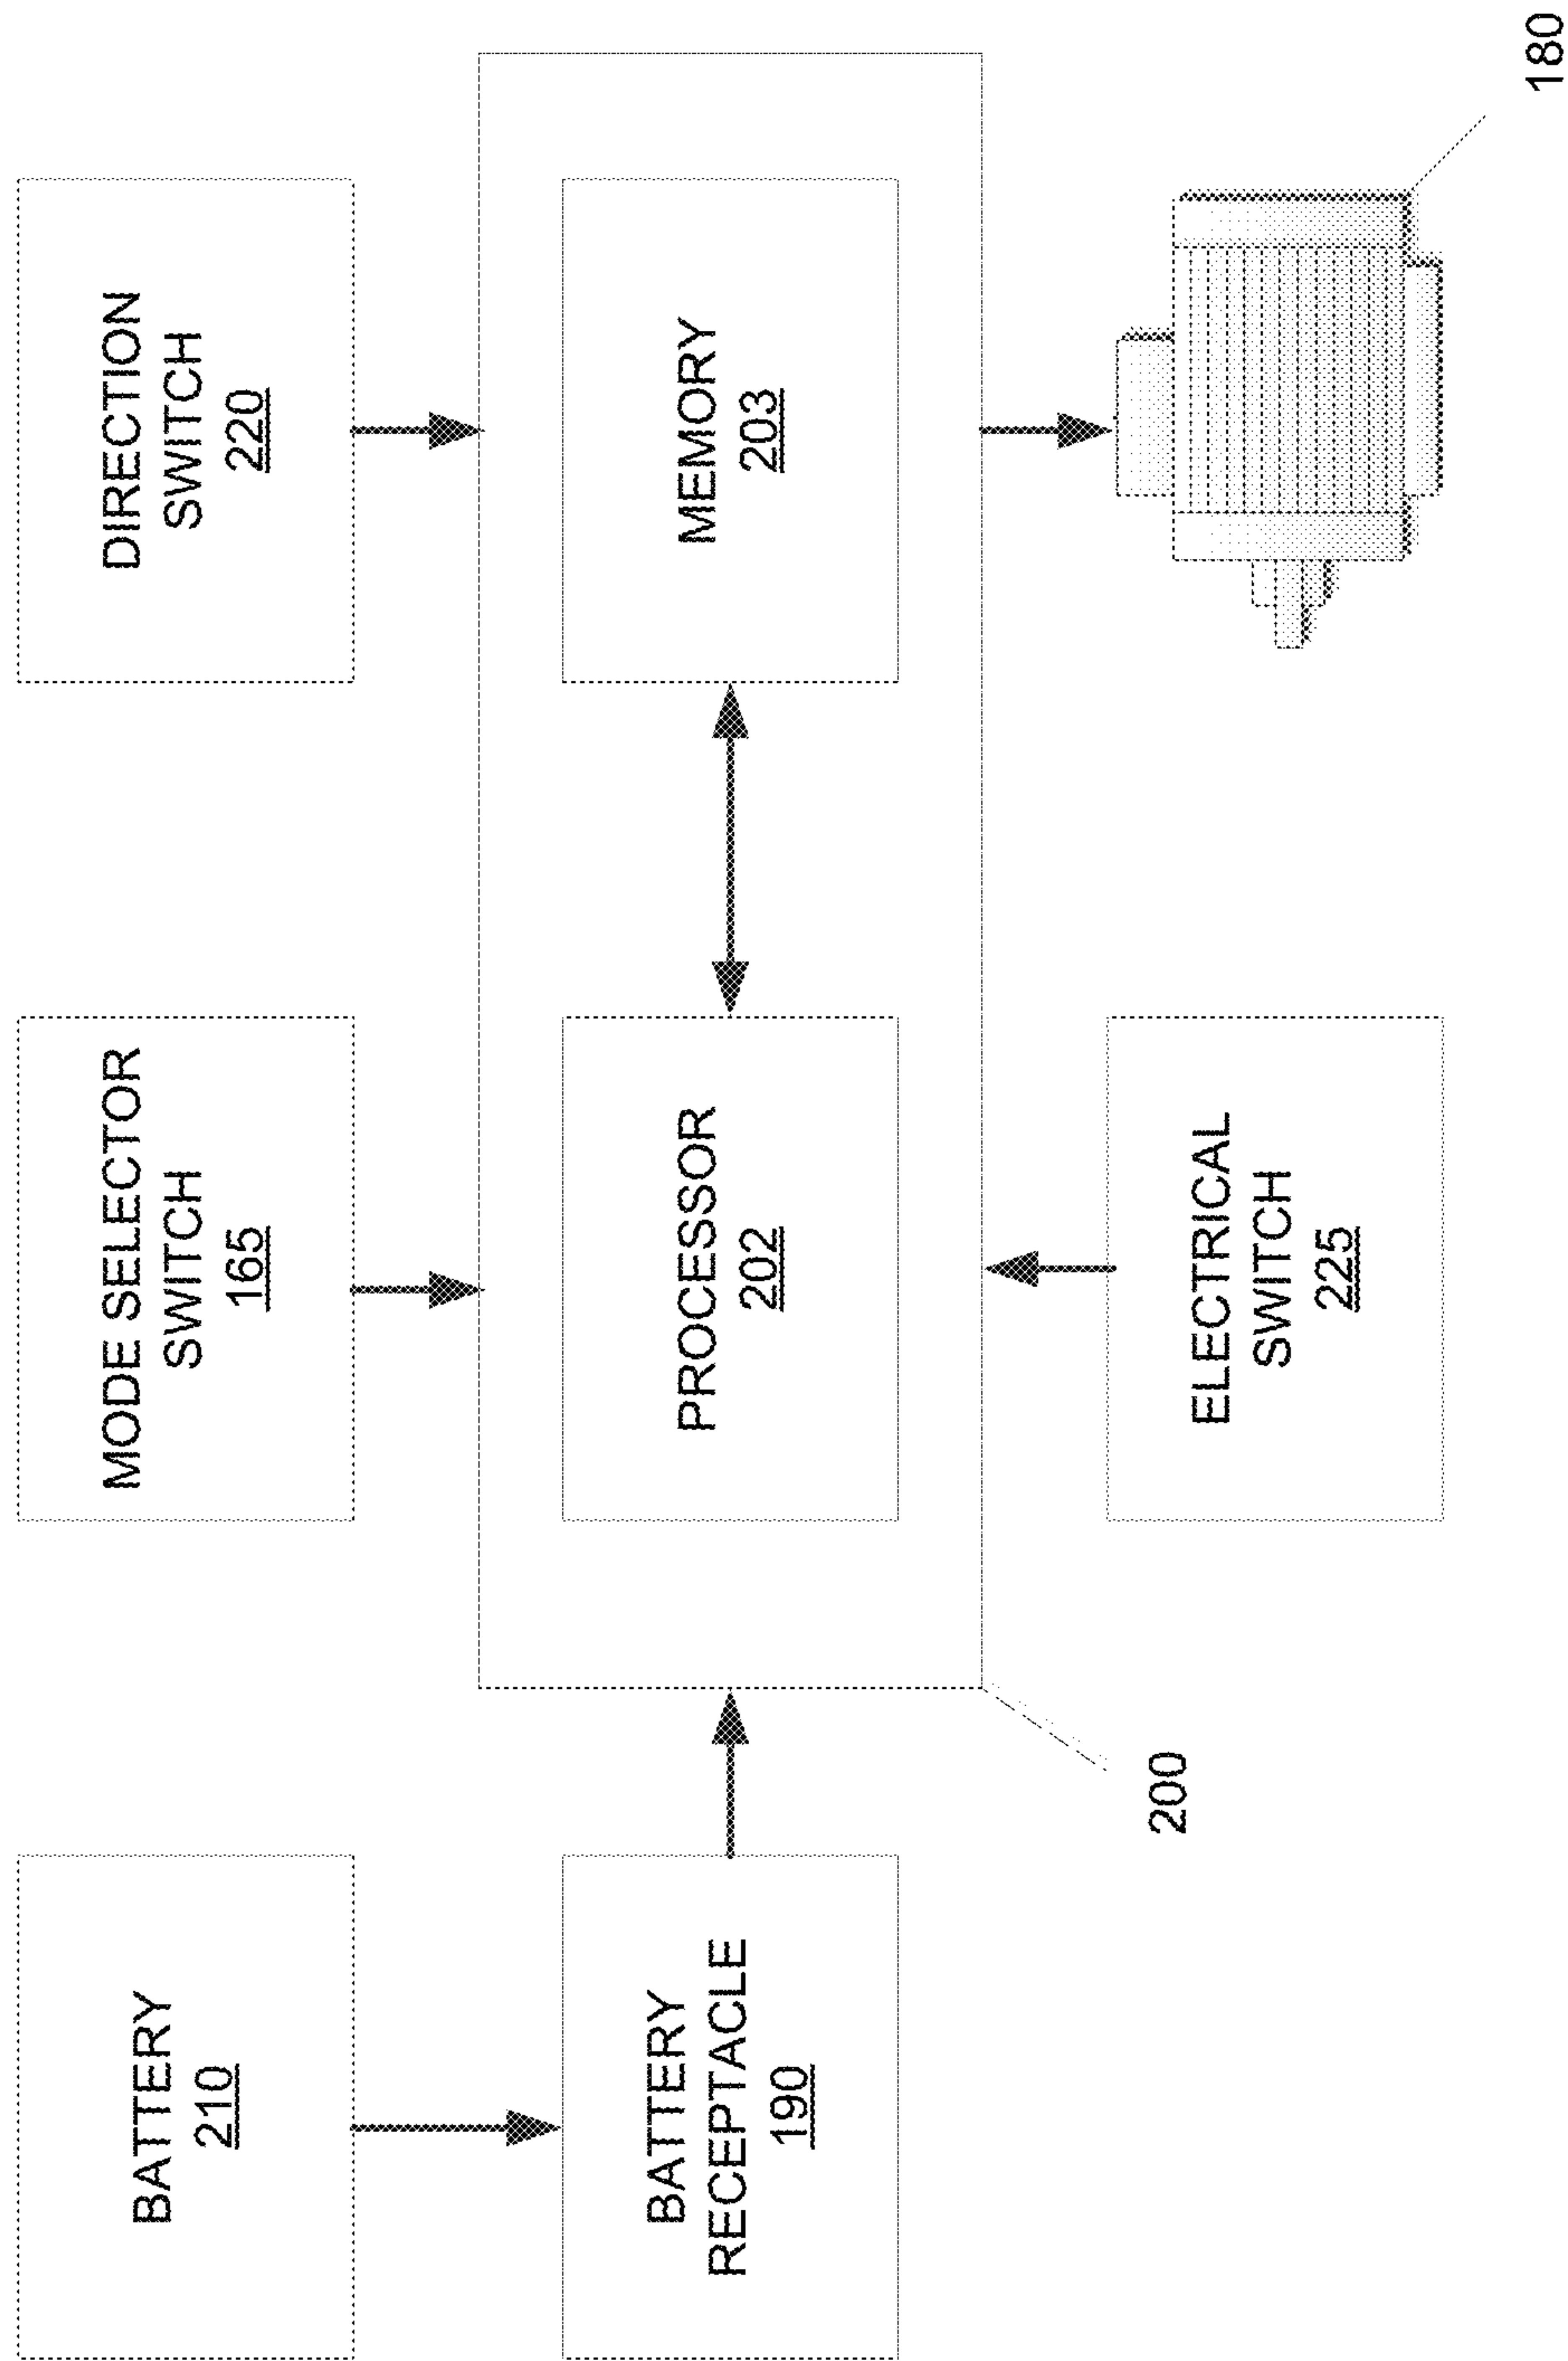 BATTERY
210
MODE SELECTOR
SWITCH
165
DIRECTION
SWITCH
220
BATTERY
RECEPTACLE
190
PROCESSOR
202
MEMORY
203
200
ELECTRICAL
SWITCH
225
180